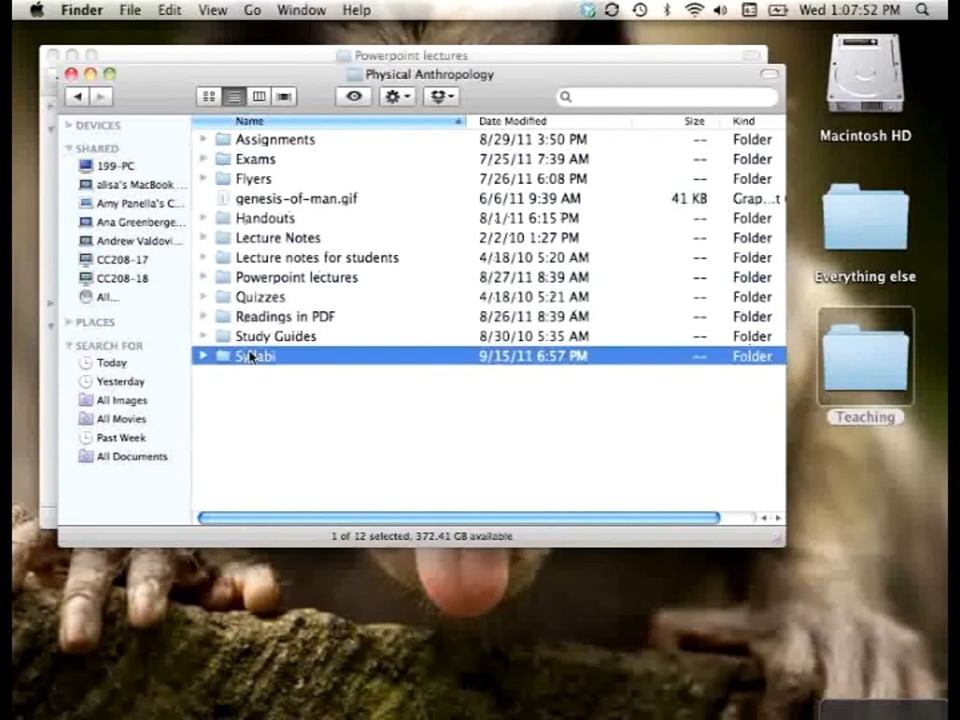 Finder File Edit View Go Window Help Wed 1:07:52 PM
Powerpoint lectures
Physical Anthropology
Macintosh HD
Everything else
Teaching
DEVICES
SHARED
199-PC
alisa's MacBook ...
Amy Panella's C...
Ana Greenberge...
Andrew Valdovi...
CC208-17
CC208-18
All...
PLACES
SEARCH FOR
Today
Yesterday
All Images
All Movies
Past Week
All Documents
Name Date Modified Size Kind
Assignments 8/29/11 3:50 PM -- Folder
Exams 7/25/11 7:39 AM -- Folder
Flyers 7/26/11 6:08 PM -- Folder
genesis-of-man.gif 6/6/11 9:39 AM 41 KB Grap...t
Handouts 8/1/11 6:15 PM -- Folder
Lecture Notes 2/2/10 1:27 PM -- Folder
Lecture notes for students 4/18/10 5:20 AM -- Folder
Powerpoint lectures 8/27/11 8:39 AM -- Folder
Quizzes 4/18/10 5:21 AM -- Folder
Readings in PDF 8/26/11 8:39 AM -- Folder
Study Guides 8/30/10 5:35 AM -- Folder
Syllabi 9/15/11 6:57 PM -- Folder
1 of 12 selected, 372.41 GB available